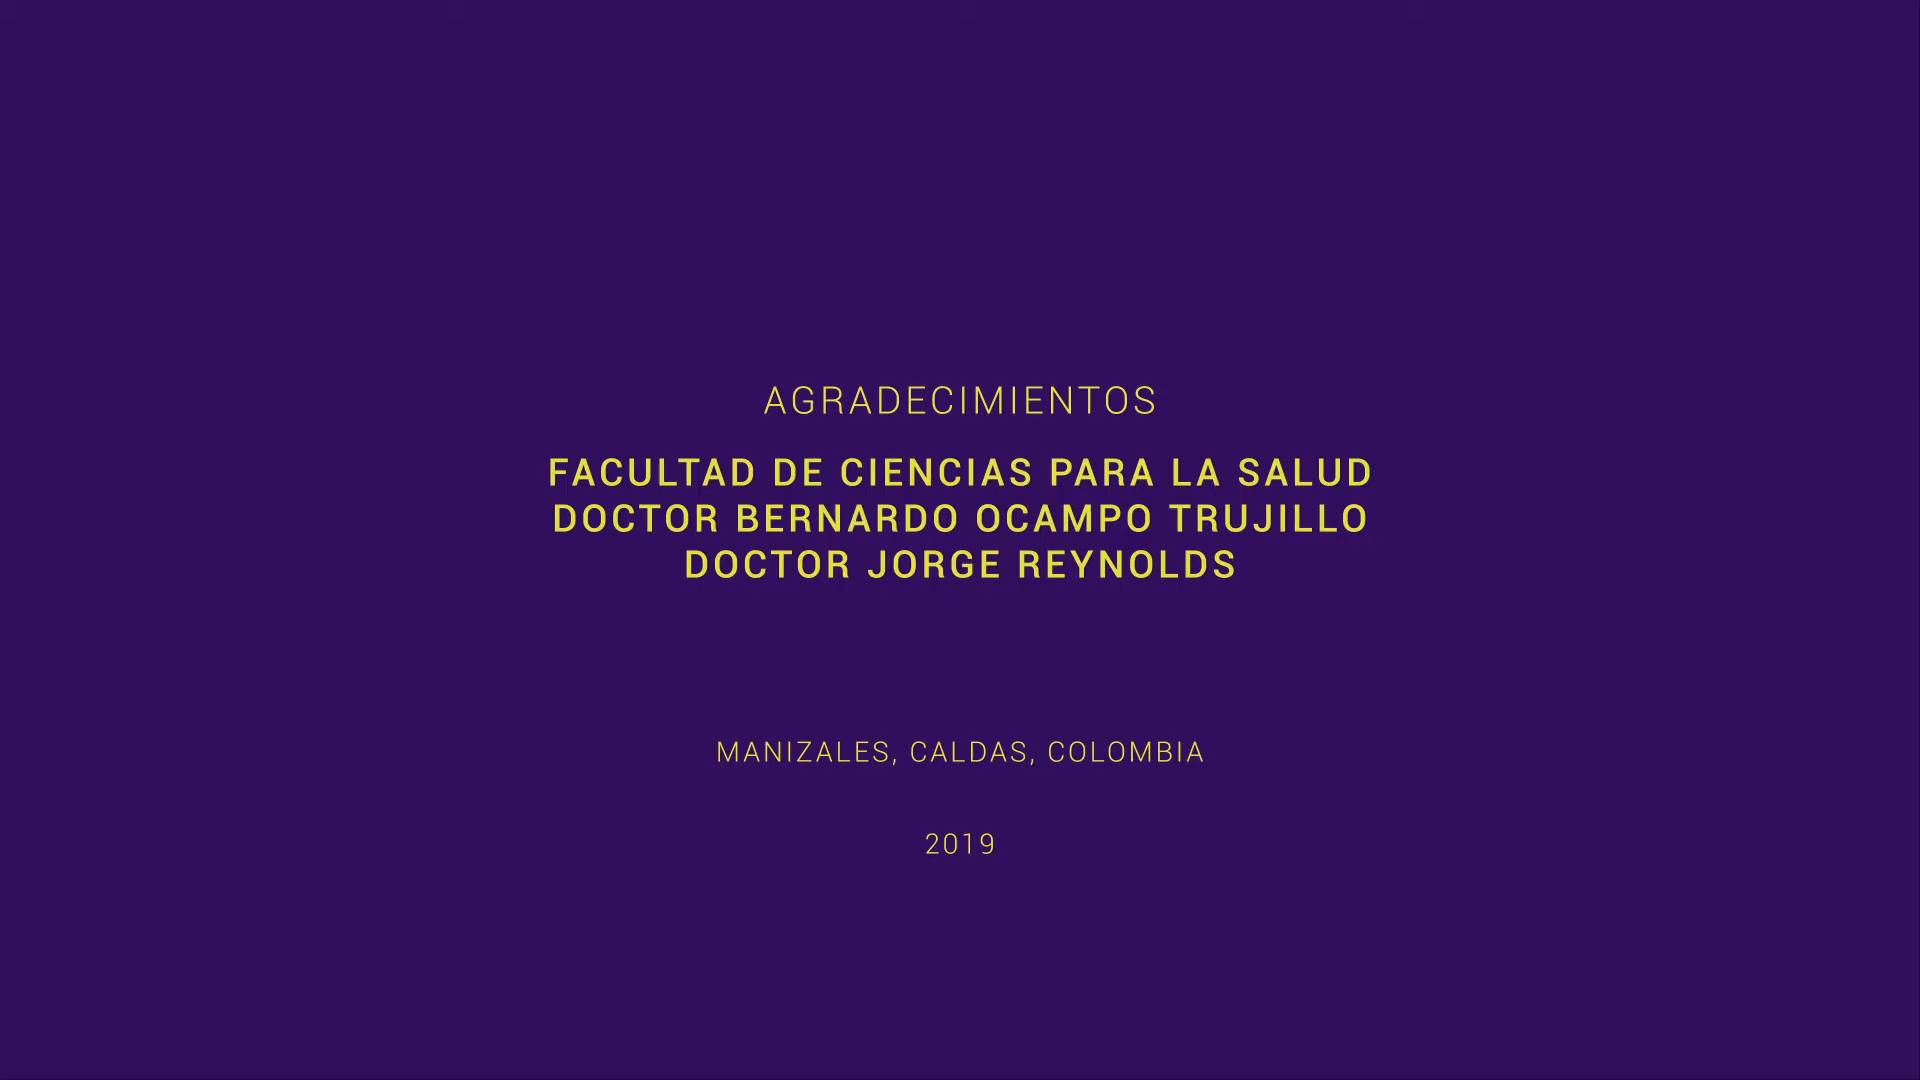 AGRADECIMIENTOS
FACULTAD DE CIENCIAS PARA LA SALUD
DOCTOR BERNARDO OCAMPO TRUJILLO
DOCTOR JORGE REYNOLDS
MANIZALES, CALDAS, COLOMBIA
2019